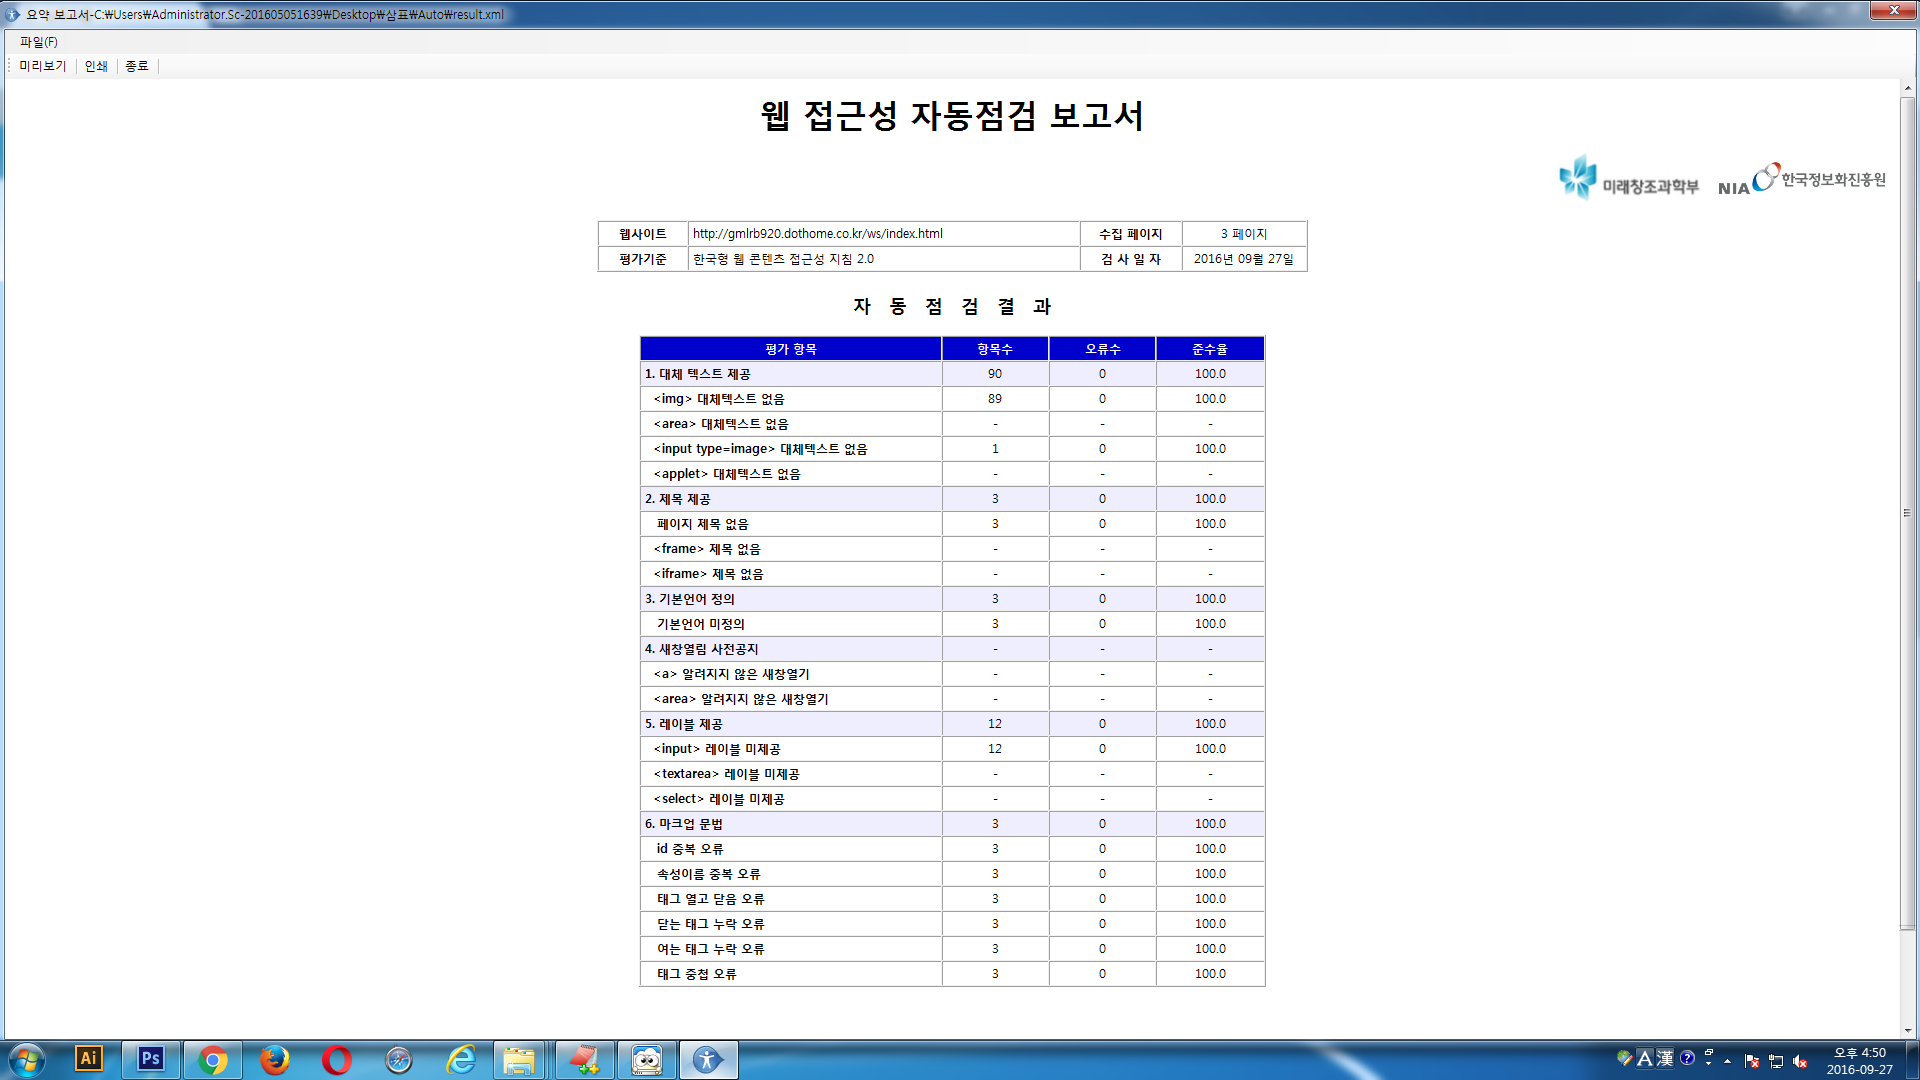 요약 보고서-C:￦Users￦Administrator.Sc-201605051639￦Desktop￦삼표￦Auto￦result.xml
파일(F)
미리보기 인쇄 종료
웹 접근성 자동점검 보고서
미래창조과학부 NIA 한국정보화진흥원
웹사이트 http://gmlrb920.dothome.co.kr/ws/index.html 수집 페이지 3 페이지
평가기준 한국형 웹 콘텐츠 접근성 지침 2.0 검 사 일 자 2016년 09월 27일
자 동 점 검 결 과
평가 항목 항목수 오류수 준수율
1. 대체 텍스트 제공 90 0 100.0
<img> 대체텍스트 없음 89 0 100.0
<area> 대체텍스트 없음 - - -
<input type=image> 대체텍스트 없음 1 0 100.0
<applet> 대체텍스트 없음 - - -
2. 제목 제공 3 0 100.0
페이지 제목 없음 3 0 100.0
<frame> 제목 없음 - - -
<iframe> 제목 없음 - - -
3. 기본언어 정의 3 0 100.0
기본언어 미정의 3 0 100.0
4. 새창열림 사전공지 - - -
<a> 알려지지 않은 새창열기 - - -
<area> 알려지지 않은 새창열기 - - -
5. 레이블 제공 12 0 100.0
<input> 레이블 미제공 12 0 100.0
<textarea> 레이블 미제공 - - -
<select> 레이블 미제공 - - -
6. 마크업 문법 3 0 100.0
id 중복 오류 3 0 100.0
속성이름 중복 오류 3 0 100.0
태그 열고 닫음 오류 3 0 100.0
닫는 태그 누락 오류 3 0 100.0
여는 태그 누락 오류 3 0 100.0
태그 중첩 오류 3 0 100.0
Ai Ps A 漢 오후 4:50
2016-09-27